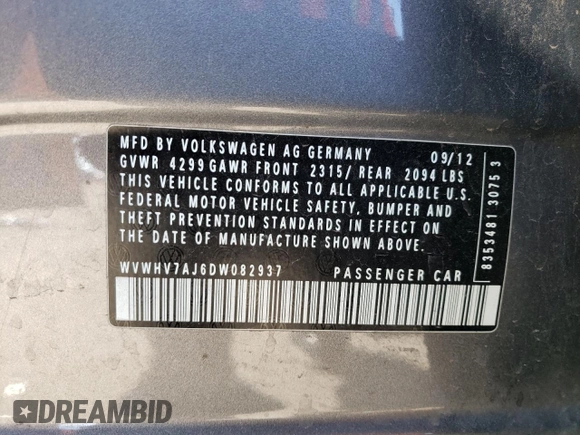 MFD BY VOLKSWAGEN AG GERMANY 09/12
GVWR 4299 GAWR FRONT 2315/ REAR 2094 LBS
THIS VEHICLE CONFORMS TO ALL APPLICABLE U.S.
FEDERAL MOTOR VEHICLE SAFETY, BUMPER AND
THEFT PREVENTION STANDARDS IN EFFECT ON
THE DATE OF MANUFACTURE SHOWN ABOVE.
WVWHV7AJ6DW082937 PASSENGER CAR
8353481 3075 3
DREAMBID